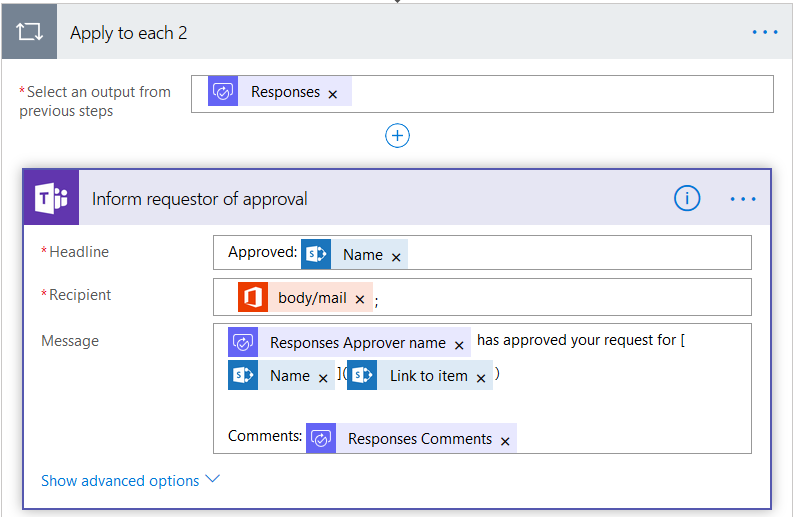 Apply to each 2
*Select an output from
previous steps
Responses ×
Inform requestor of approval
*Headline
Approved: Name ×
*Recipient
body/mail × ;
Message
Responses Approver name × has approved your request for [
Name × ]( Link to item × )
Comments: Responses Comments ×
Show advanced options